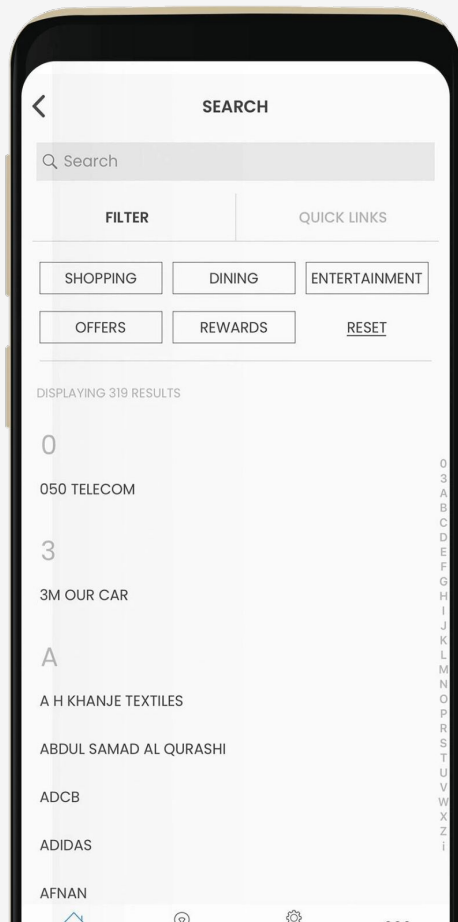 SEARCH
Search
FILTER
QUICK LINKS
SHOPPING
DINING
ENTERTAINMENT
OFFERS
REWARDS
RESET
DISPLAYING 319 RESULTS
0
050 TELECOM
3
3M OUR CAR
A
A H KHANJE TEXTILES
ABDUL SAMAD AL QURASHI
ADCB
ADIDAS
AFNAN
0
3
A
B
C
D
E
F
G
H
I
J
K
L
M
N
O
P
R
S
T
U
V
W
X
Z
i